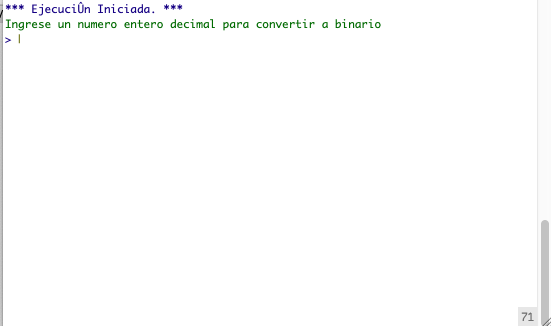 *** EjecuciÛn Iniciada. ***
Ingrese un numero entero decimal para convertir a binario
>
71